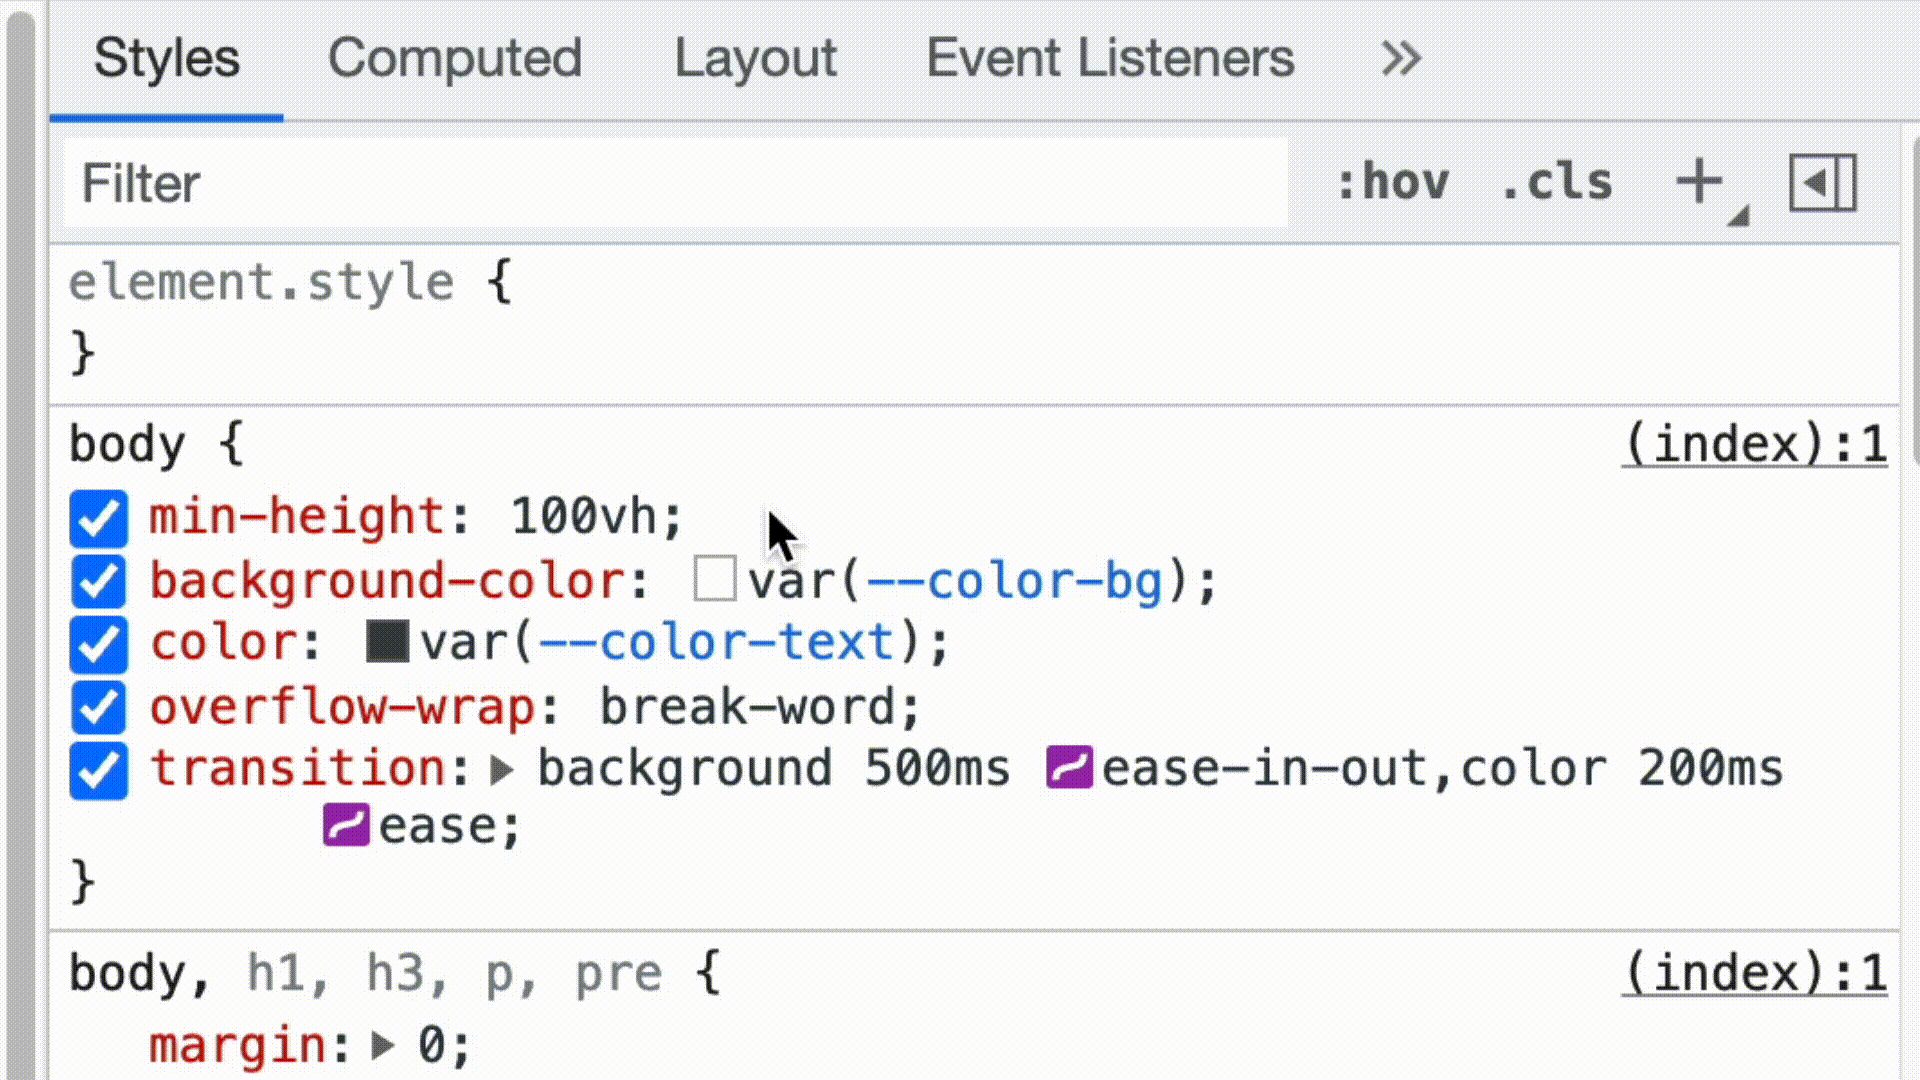 Styles Computed Layout Event Listeners »
Filter :hov .cls +
element.style {
}
body { (index):1
min-height: 100vh;
background-color: var(--color-bg);
color: var(--color-text);
overflow-wrap: break-word;
transition: background 500ms ease-in-out,color 200ms
ease;
}
body, h1, h3, p, pre { (index):1
margin: 0;